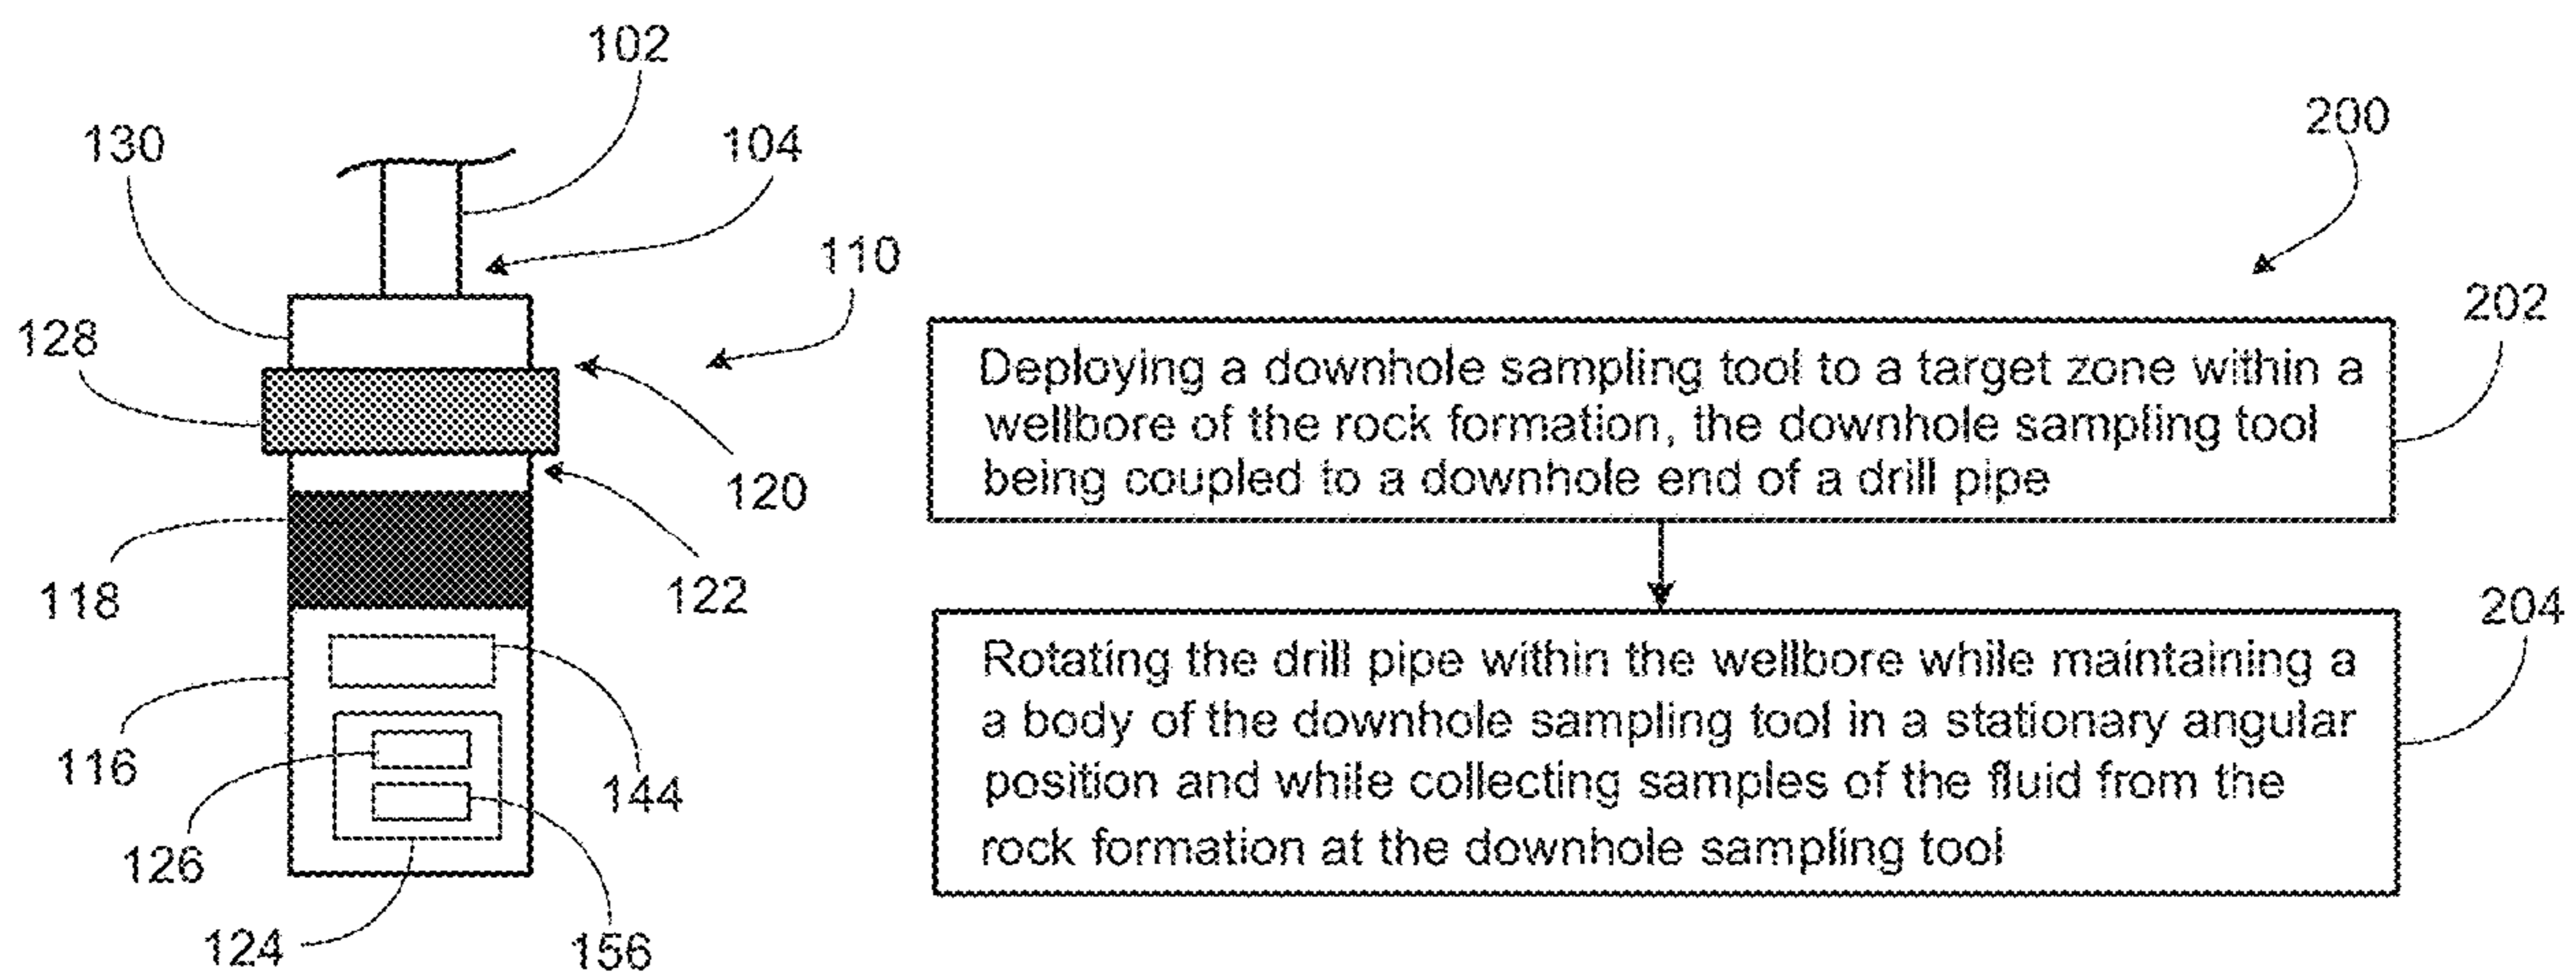 102
130
104
110
128
120
118
122
116
144
126
124
156
200
202
Deploying a downhole sampling tool to a target zone within a
wellbore of the rock formation, the downhole sampling tool
being coupled to a downhole end of a drill pipe
204
Rotating the drill pipe within the wellbore while maintaining a
a body of the downhole sampling tool in a stationary angular
position and while collecting samples of the fluid from the
rock formation at the downhole sampling tool